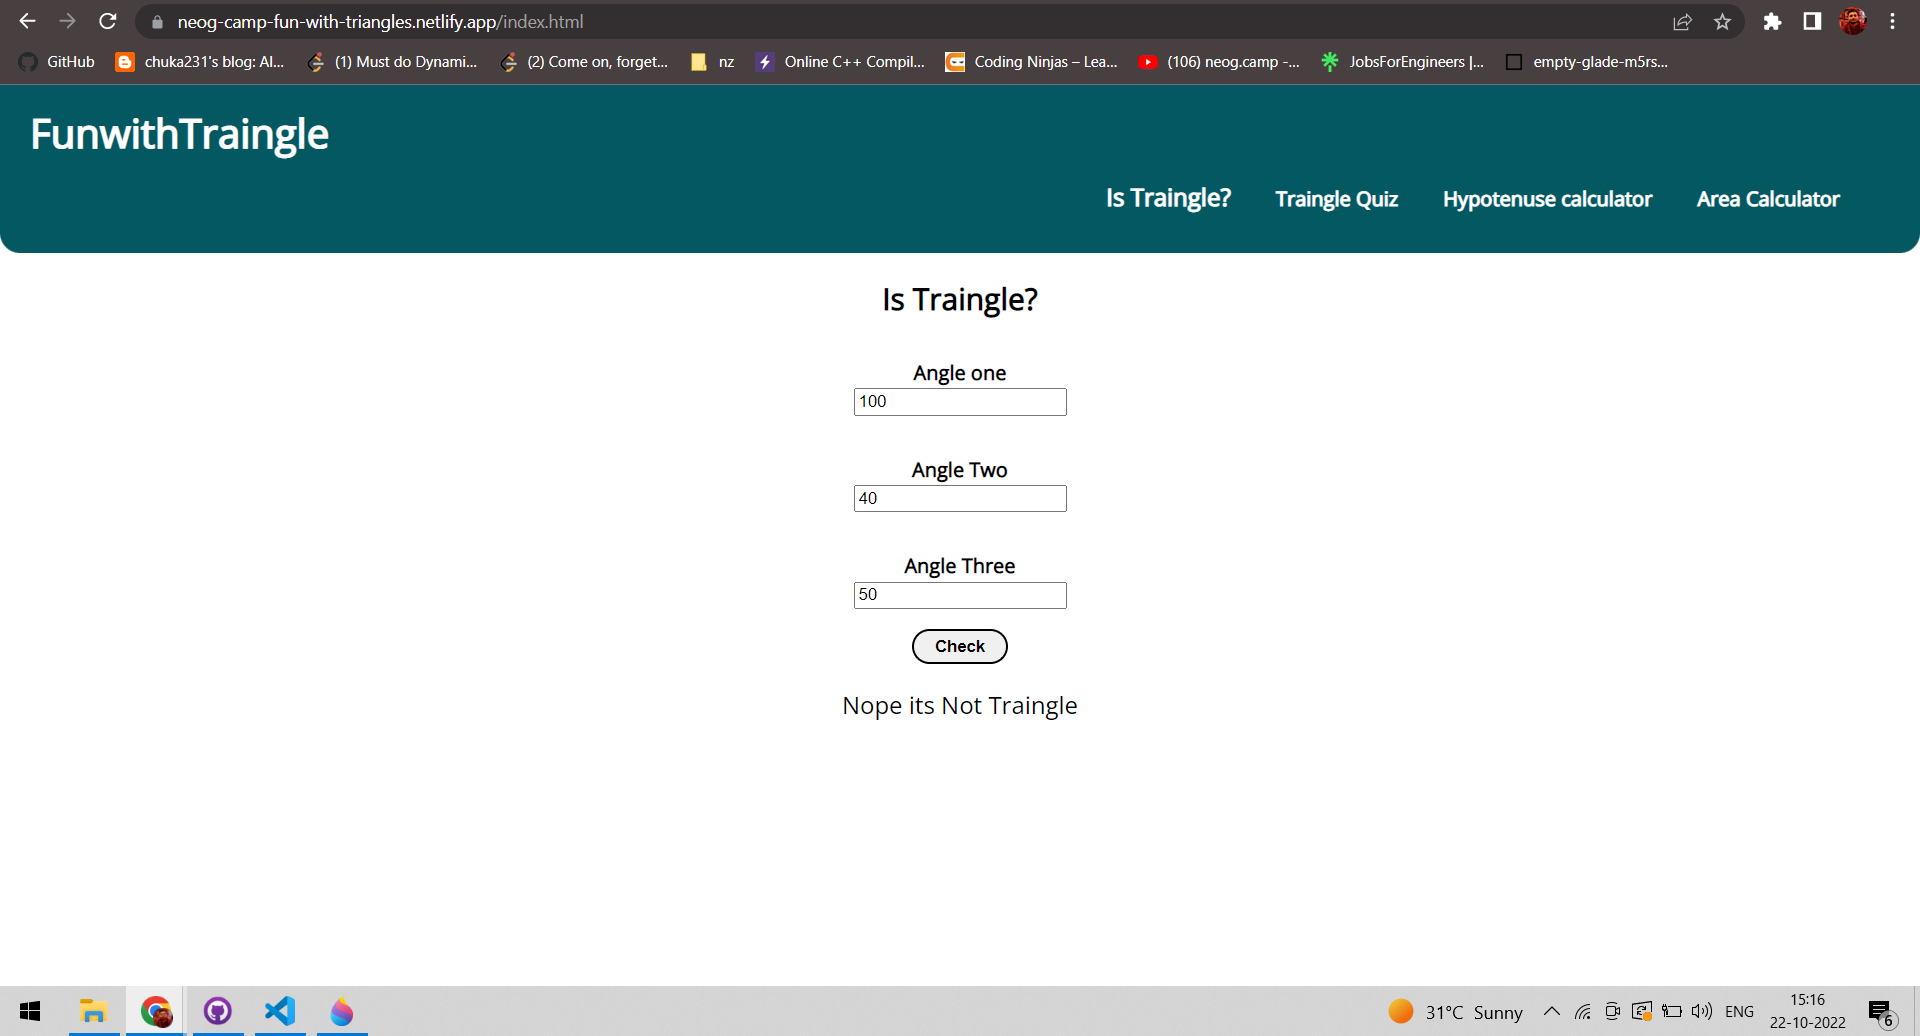 neog-camp-fun-with-triangles.netlify.app/index.html
GitHub chuka231's blog: Al... (1) Must do Dynami... (2) Come on, forget... nz Online C++ Compil... Coding Ninjas – Lea... (106) neog.camp -... JobsForEngineers |... empty-glade-m5rs...
FunwithTraingle
Is Traingle? Traingle Quiz Hypotenuse calculator Area Calculator
Is Traingle?
Angle one
100
Angle Two
40
Angle Three
50
Check
Nope its Not Traingle
31°C Sunny ENG 15:16
22-10-2022 6